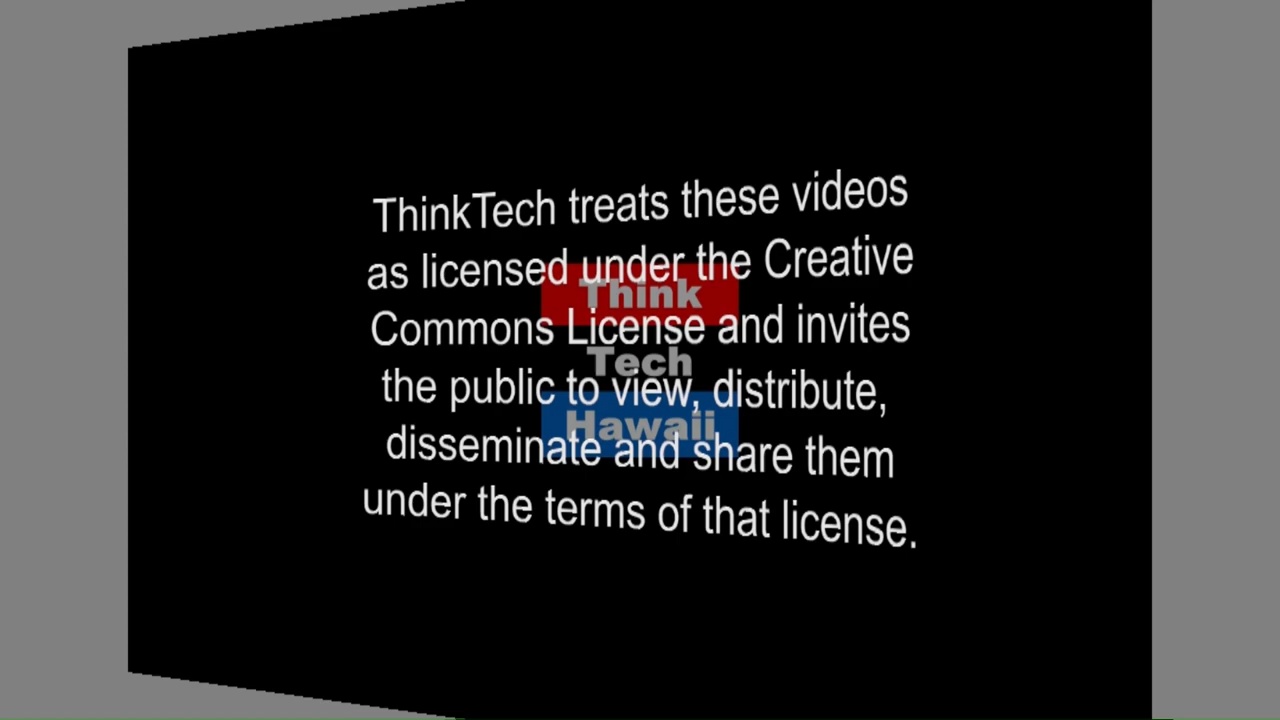 ThinkTech treats these videos
as licensed under the Creative
Think
Commons License and invites
Tech
the public to view, distribute,
Hawaii
disseminate and share them
under the terms of that license.